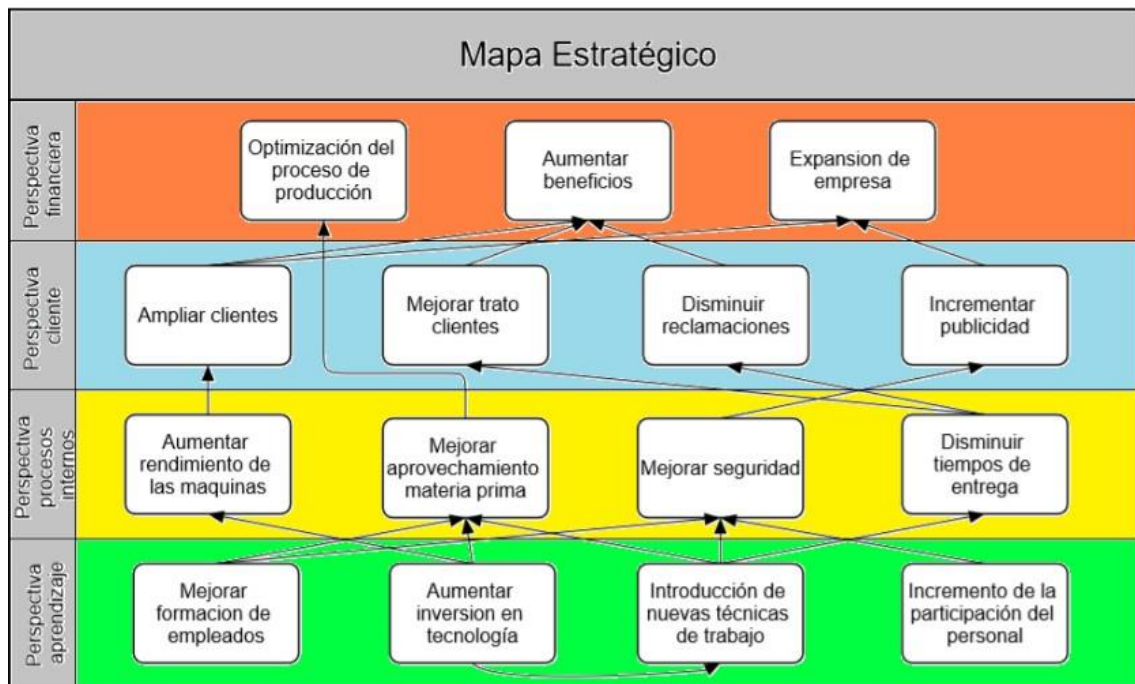 Mapa Estratégico
Perspectiva
financiera
Optimización del
proceso de
producción
Aumentar
beneficios
Expansion de
empresa
Perspectiva
cliente
Ampliar clientes
Mejorar trato
clientes
Disminuir
reclamaciones
Incrementar
publicidad
Perspectiva
procesos
internos
Aumentar
rendimiento de
las maquinas
Mejorar
aprovechamiento
materia prima
Mejorar seguridad
Disminuir
tiempos de
entrega
Perspectiva
aprendizaje
Mejorar
formacion de
empleados
Aumentar
inversion en
tecnología
Introducción de
nuevas técnicas
de trabajo
Incremento de la
participación del
personal